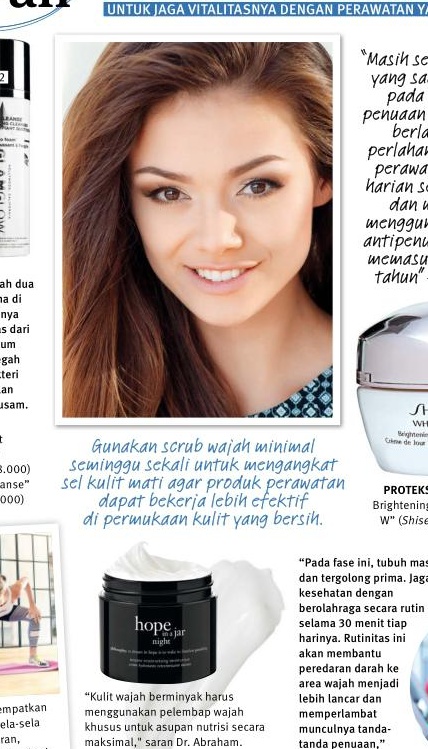 UNTUK JAGA VITALITASNYA DENGAN PERAWATAN YA
2
"Masih se
yang sa
pada
penuaan
berla
perlahan
perawa
harian se
dan
menggun
antipenu
memasu
tahun" -
ah dua
na di
nya
s dari
um
egah
teri
an
usam.
t
8.000)
anse"
000)
Gunakan scrub wajah minimal
seminggu sekali untuk mengangkat
sel kulit mati agar produk perawatan
dapat bekerja lebih efektif
di permukaan kulit yang bersih.
SH
WH
Brightening
Crème de Jour
PROTEKS
Brightening
W" (Shise
hope
in a jar
night
"Kulit wajah berminyak harus
menggunakan pelembap wajah
khusus untuk asupan nutrisi secara
maksimal," saran Dr. Abraham.
"Pada fase ini, tubuh mas
dan tergolong prima. Jaga
kesehatan dengan
berolahraga secara rutin
selama 30 menit tiap
harinya. Rutinitas ini
akan membantu
peredaran darah ke
area wajah menjadi
lebih lancar dan
memperlambat
munculnya tanda-
tanda penuaan,"
empatkan
ela-sela
ran,